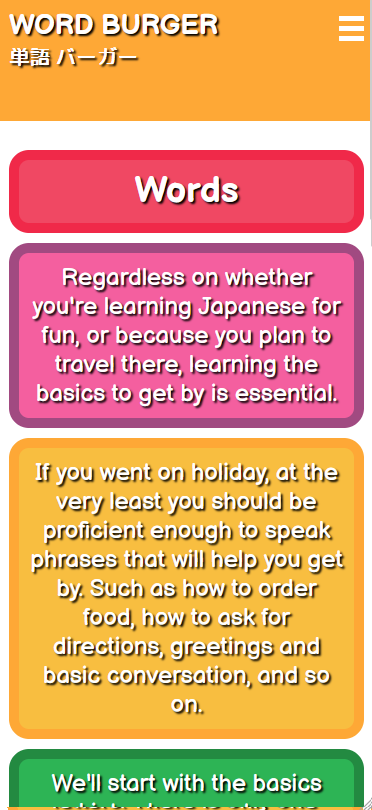 WORD BURGER
単語 バーガー
Words
Regardless on whether
you're learning Japanese for
fun, or because you plan to
travel there, learning the
basics to get by is essential.
If you went on holiday, at the
very least you should be
proficient enough to speak
phrases that will help you get
by. Such as how to order
food, how to ask for
directions, greetings and
basic conversation, and so
on.
We'll start with the basics